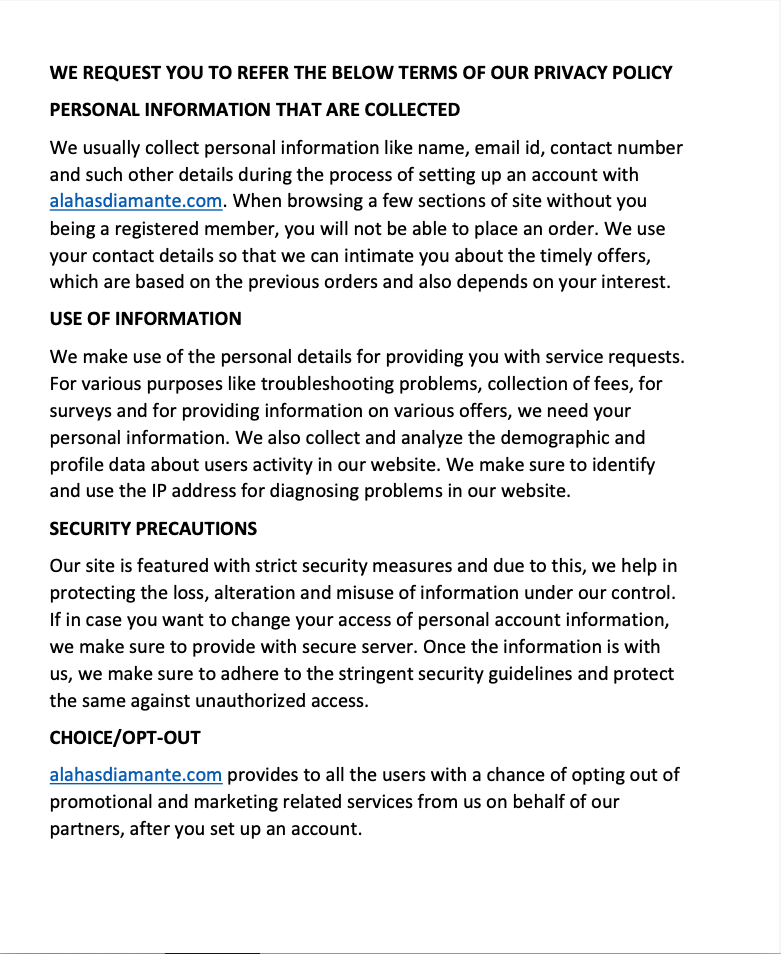 WE REQUEST YOU TO REFER THE BELOW TERMS OF OUR PRIVACY POLICY
PERSONAL INFORMATION THAT ARE COLLECTED
We usually collect personal information like name, email id, contact number
and such other details during the process of setting up an account with
alahasdiamante.com. When browsing a few sections of site without you
being a registered member, you will not be able to place an order. We use
your contact details so that we can intimate you about the timely offers,
which are based on the previous orders and also depends on your interest.
USE OF INFORMATION
We make use of the personal details for providing you with service requests.
For various purposes like troubleshooting problems, collection of fees, for
surveys and for providing information on various offers, we need your
personal information. We also collect and analyze the demographic and
profile data about users activity in our website. We make sure to identify
and use the IP address for diagnosing problems in our website.
SECURITY PRECAUTIONS
Our site is featured with strict security measures and due to this, we help in
protecting the loss, alteration and misuse of information under our control.
If in case you want to change your access of personal account information,
we make sure to provide with secure server. Once the information is with
us, we make sure to adhere to the stringent security guidelines and protect
the same against unauthorized access.
CHOICE/OPT-OUT
alahasdiamante.com provides to all the users with a chance of opting out of
promotional and marketing related services from us on behalf of our
partners, after you set up an account.